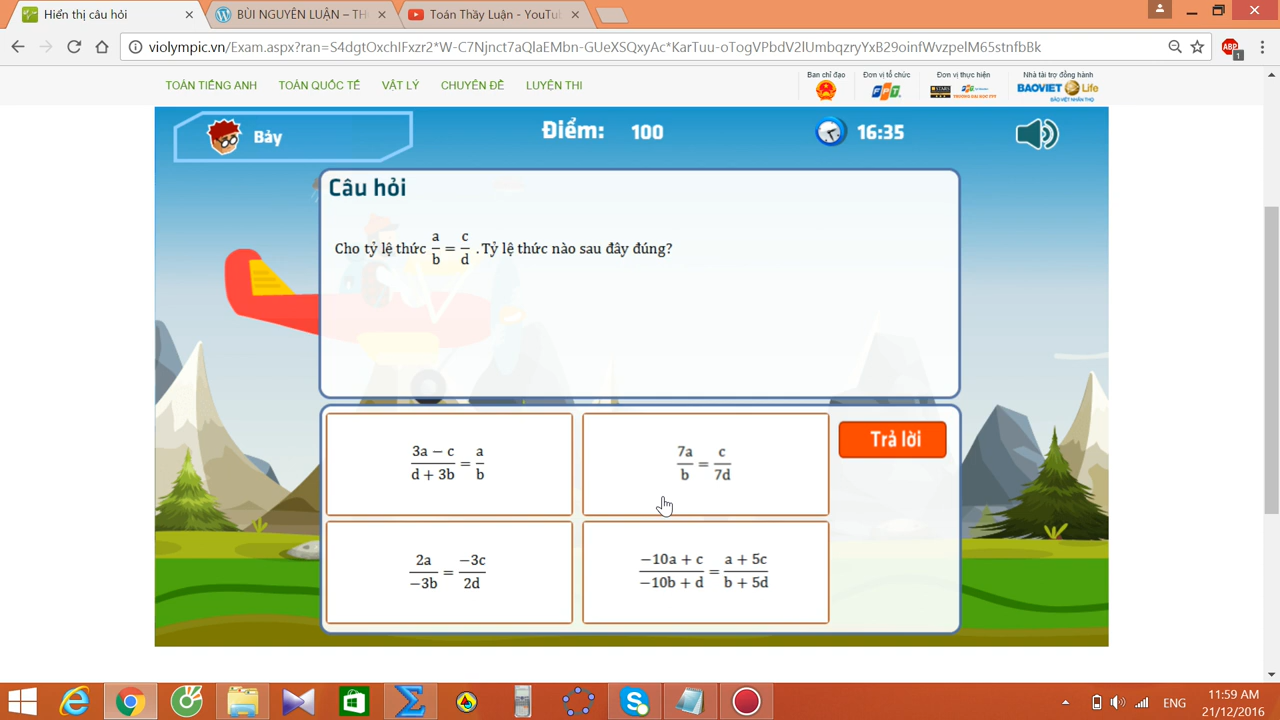 Hiển thị câu hỏi
BÙI NGUYÊN LUẬN – TH
Toán Thầy Luận - YouTu
violympic.vn/Exam.aspx?ran=S4dgtOxchIFxzr2*W-C7Njnct7aQlaEMbn-GUeXSQxyAc*KarTuu-oTogVPbdV2lUmbqzryYxB29oinfWvzpelM65stnfbBk
ABP
1
TOÁN TIẾNG ANH
TOÁN QUỐC TẾ
VẬT LÝ
CHUYÊN ĐỀ
LUYỆN THI
Ban chỉ đạo
Đơn vị tổ chức
Đơn vị thực hiện
Nhà tài trợ đồng hành
FPT
BAOVIET Life
Bảy
Điểm: 100
16:35
Câu hỏi
Cho tỷ lệ thức a/b = c/d . Tỷ lệ thức nào sau đây đúng?
(3a − c)/(d + 3b) = a/b
7a/b = c/7d
Trả lời
2a/−3b = −3c/2d
(−10a + c)/(−10b + d) = (a + 5c)/(b + 5d)
ENG
11:59 AM
21/12/2016